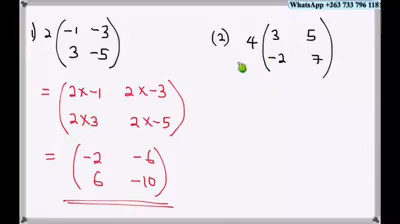 WhatsApp +263 733 796 1181
1) 2 (-1 -3
3 -5)
= (2x-1 2x-3
2x3 2x-5)
= (-2 -6
6 -10)
(2) 4 (3 5
-2 7)